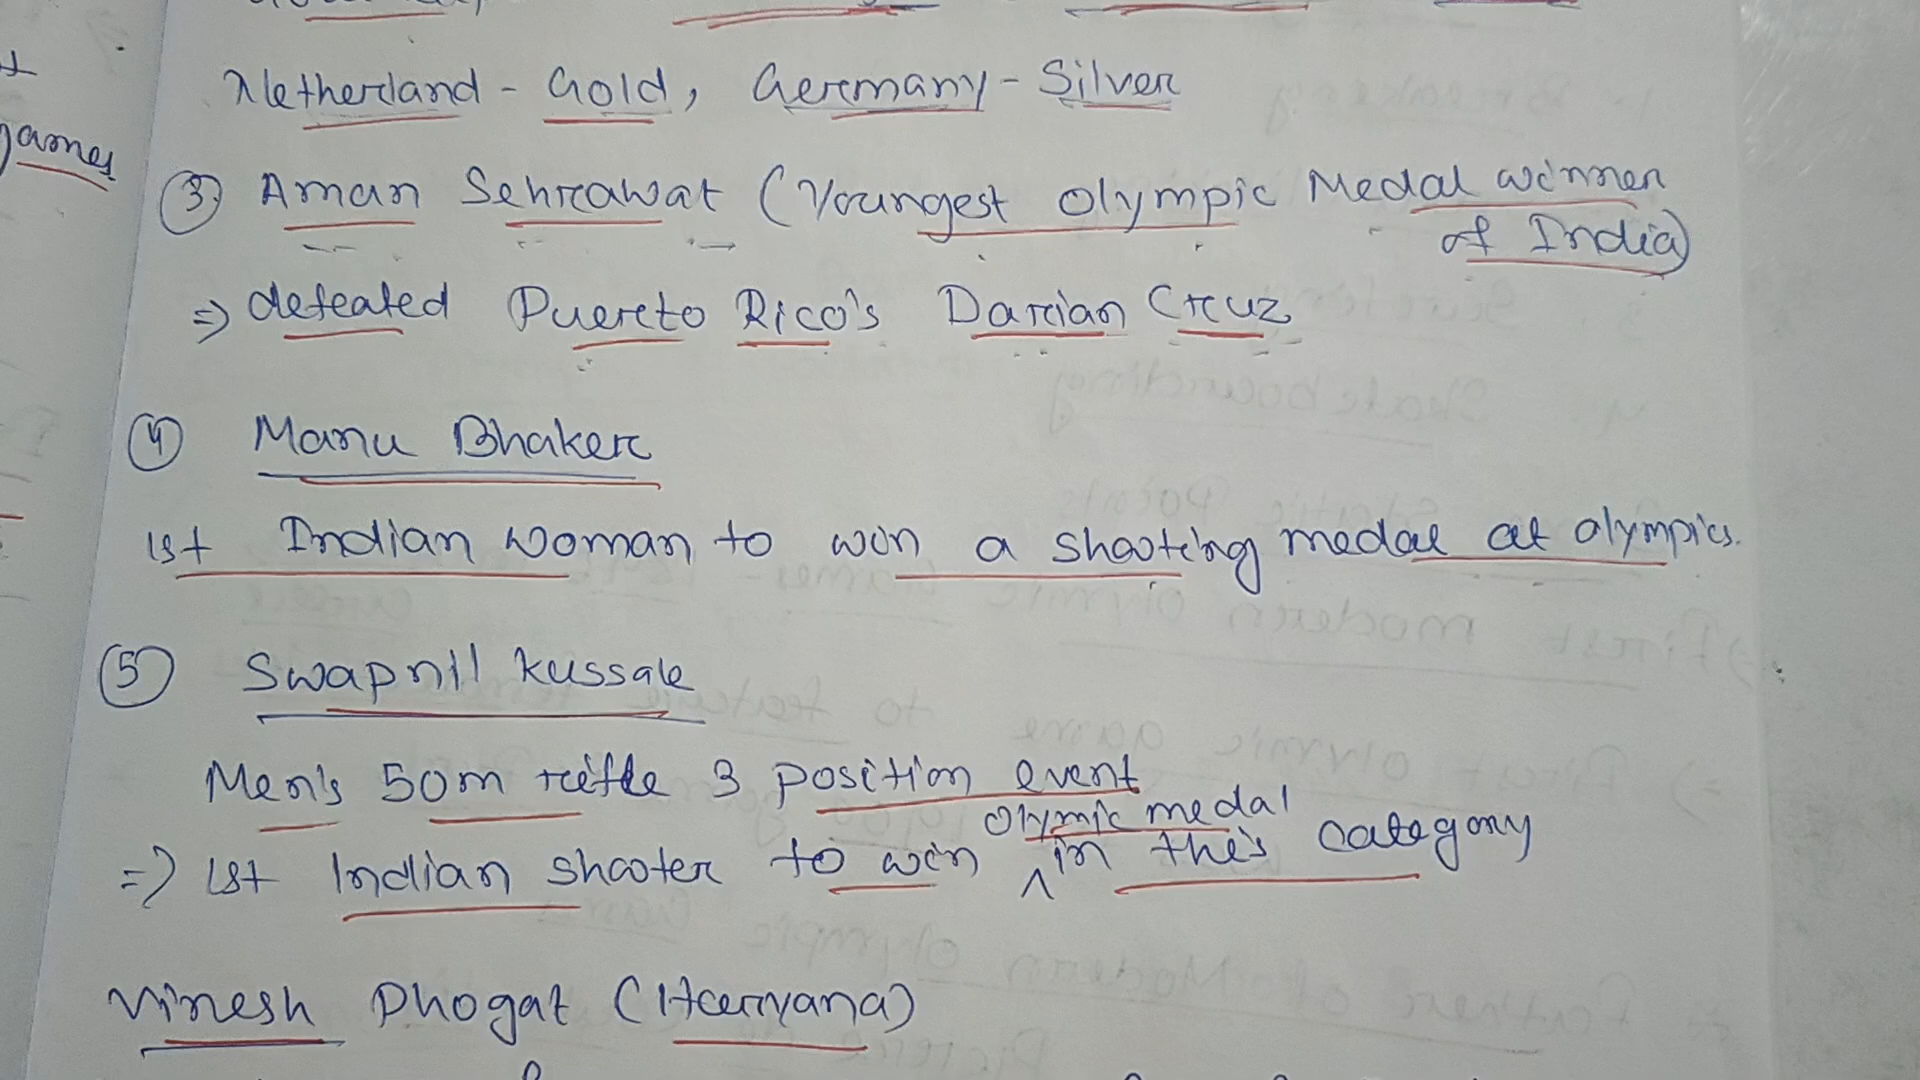 Netherland - Gold, Germany - Silver
games
③ Aman Sehrawat (Youngest Olympic Medal winner
of India)
⇒ defeated Puerto Rico's Darian Cruz
④ Manu Bhaker
1st Indian woman to win a shooting medal at olympics.
⑤ Swapnil Kussale
Men's 50m rifle 3 position event
olymic medal
⇒ 1st Indian shooter to win ^ in this category
Vinesh Phogat (Haryana)